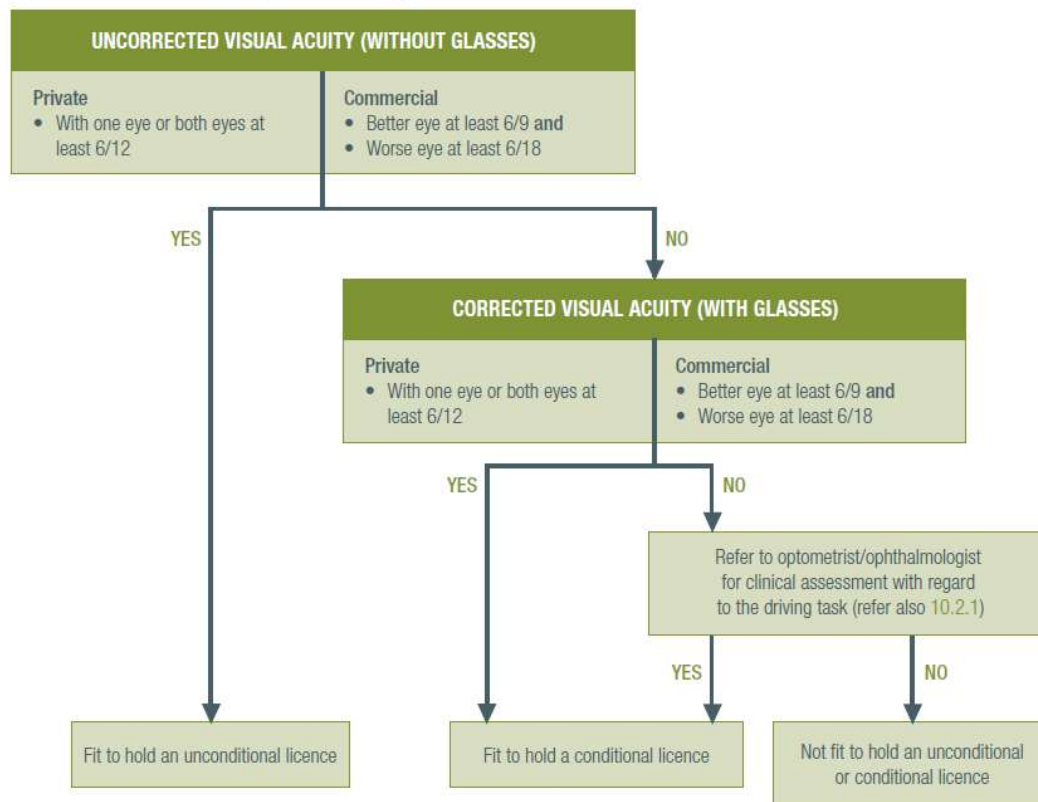 UNCORRECTED VISUAL ACUITY (WITHOUT GLASSES)
Private
• With one eye or both eyes at
least 6/12
Commercial
• Better eye at least 6/9 and
• Worse eye at least 6/18
YES
NO
CORRECTED VISUAL ACUITY (WITH GLASSES)
Private
• With one eye or both eyes at
least 6/12
Commercial
• Better eye at least 6/9 and
• Worse eye at least 6/18
YES
NO
Refer to optometrist/ophthalmologist
for clinical assessment with regard
to the driving task (refer also 10.2.1)
YES
NO
Fit to hold an unconditional licence
Fit to hold a conditional licence
Not fit to hold an unconditional
or conditional licence